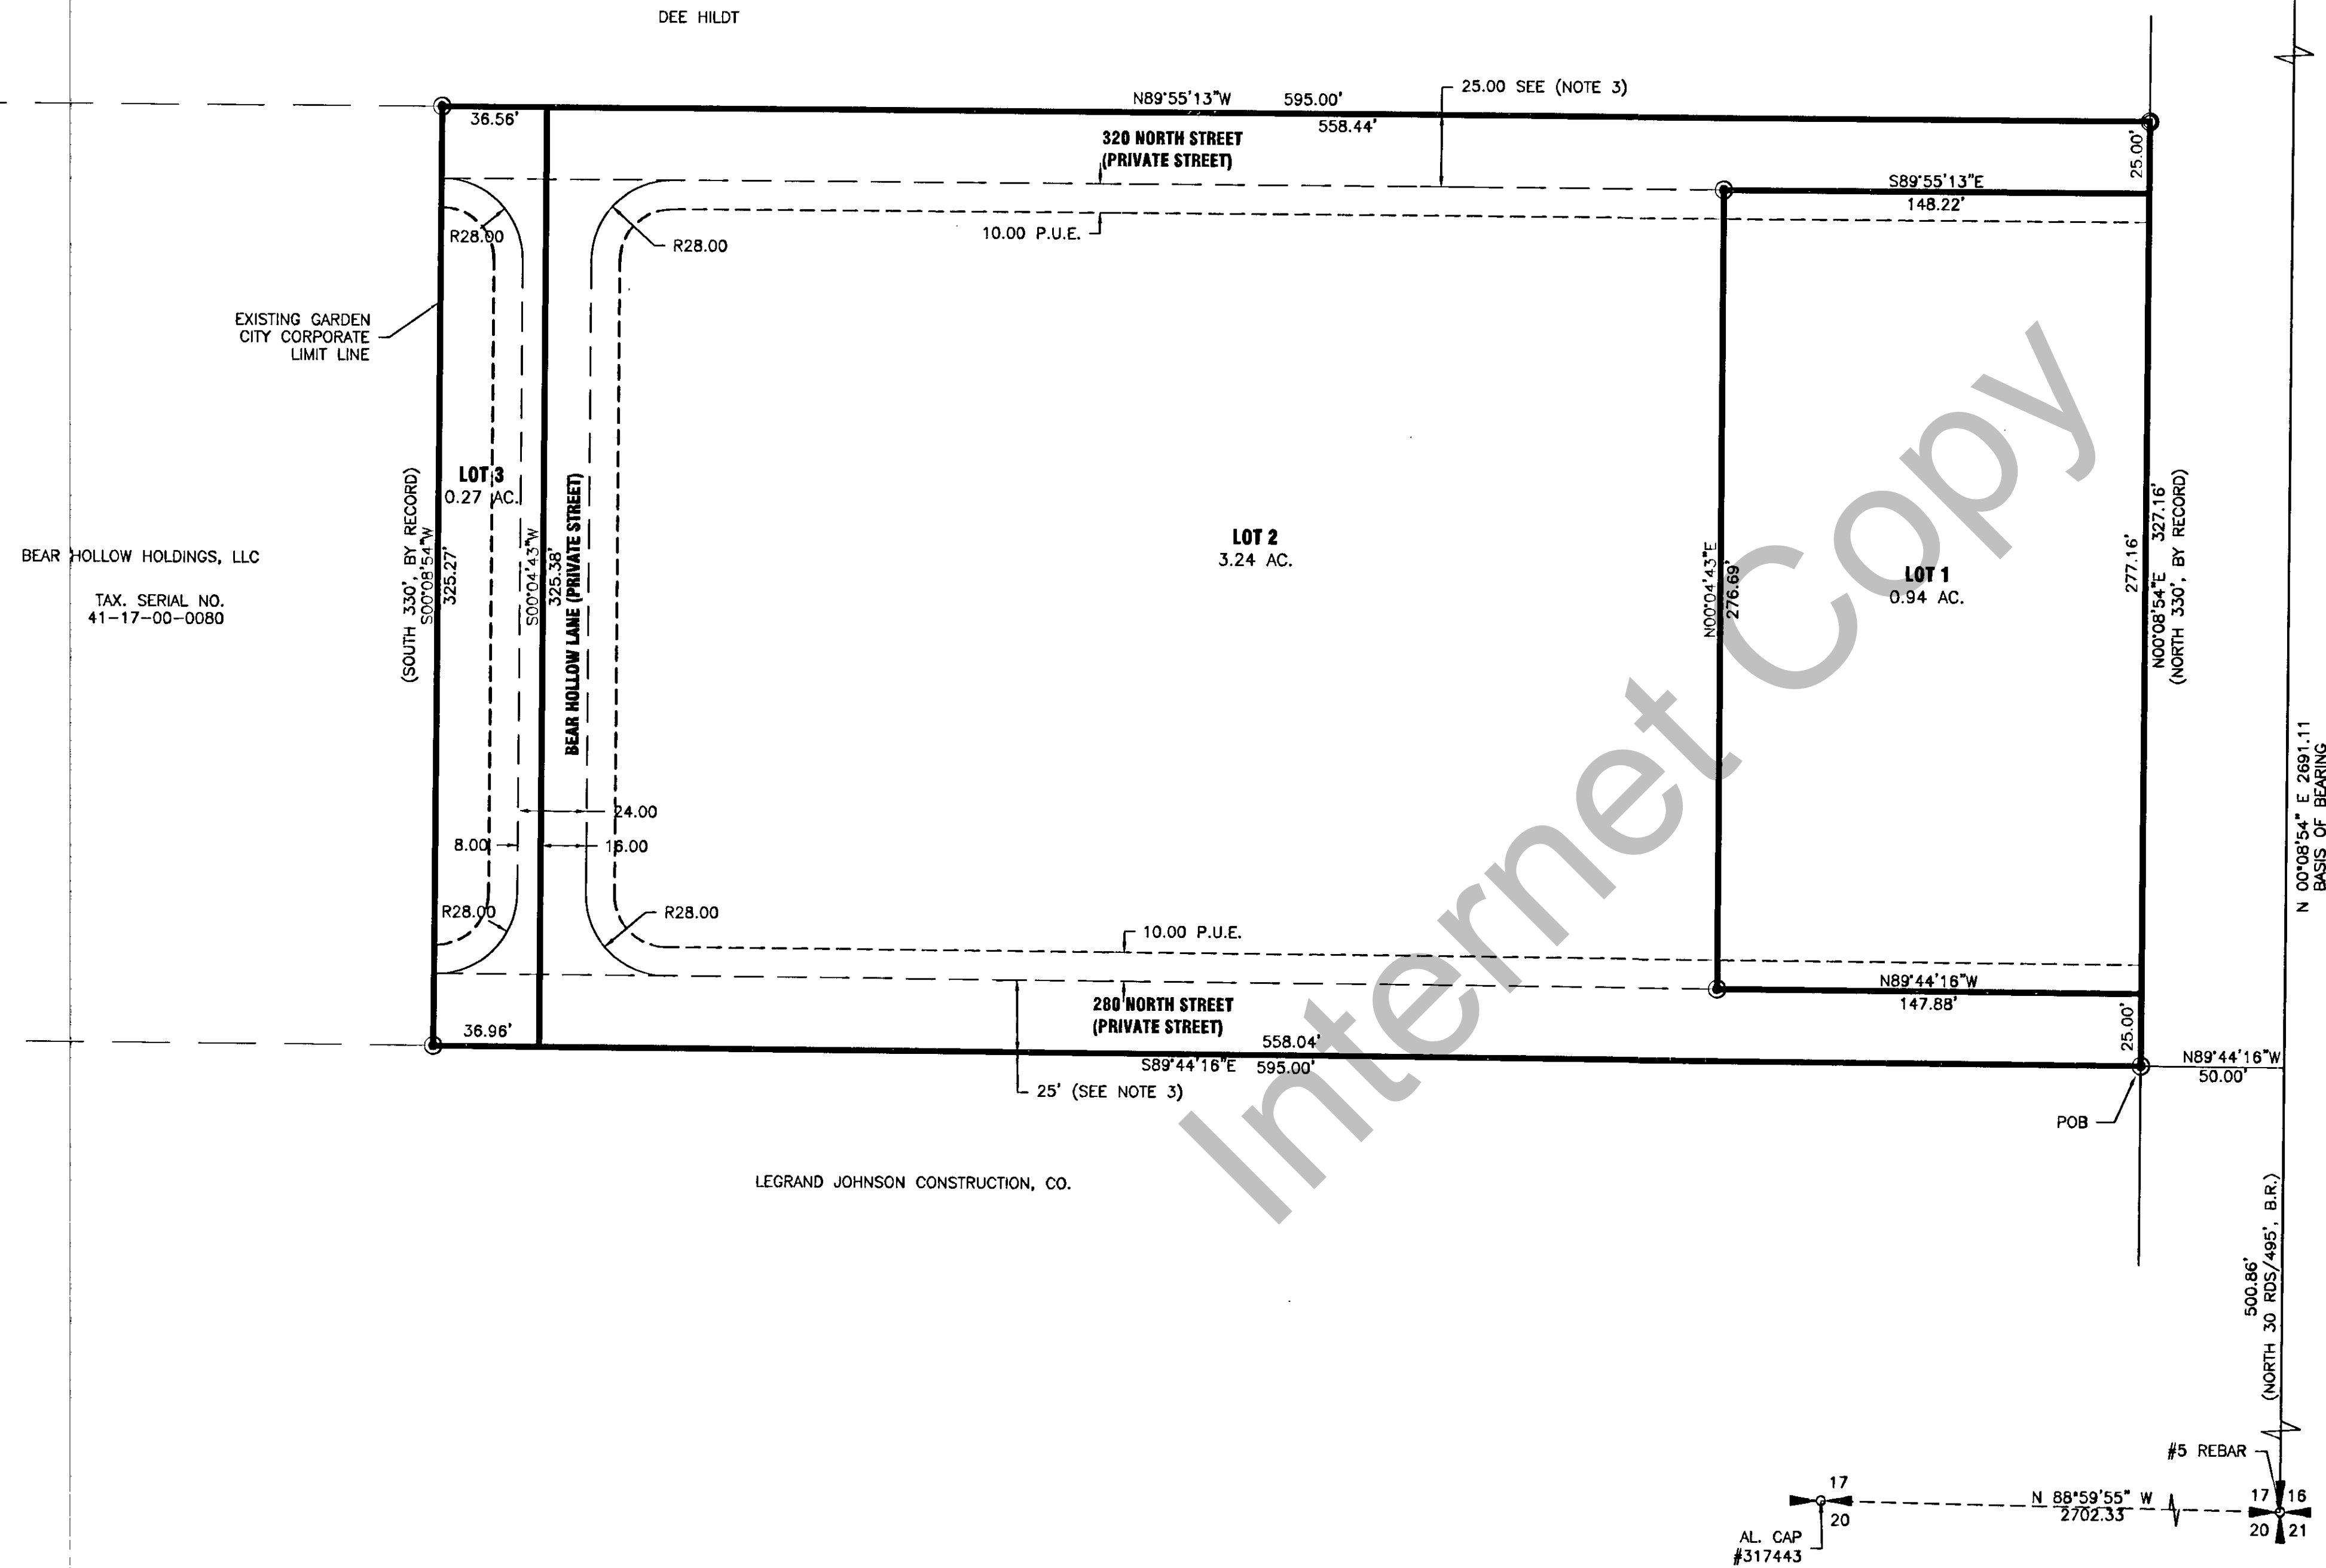 DEE HILDT
N89°55'13"W 595.00'
25.00 SEE (NOTE 3)
36.56'
558.44'
320 NORTH STREET
(PRIVATE STREET)
25.00'
S89°55'13"E
148.22'
R28.00
R28.00
10.00 P.U.E.
EXISTING GARDEN
CITY CORPORATE
LIMIT LINE
LOT 3
0.27 AC.
(SOUTH 330', BY RECORD)
S00°08'54"W
325.27'
S00°04'43"W
325.38'
BEAR HOLLOW LANE (PRIVATE STREET)
BEAR HOLLOW HOLDINGS, LLC
TAX. SERIAL NO.
41-17-00-0080
LOT 2
3.24 AC.
N00°04'43"E
276.69'
LOT 1
0.94 AC.
277.16'
N00°08'54"E 327.16'
(NORTH 330', BY RECORD)
N 00°08'54" E 2691.11
BASIS OF BEARING
24.00
8.00
16.00
R28.00
R28.00
10.00 P.U.E.
280 NORTH STREET
(PRIVATE STREET)
N89°44'16"W
147.88'
25.00'
36.96'
558.04'
S89°44'16"E 595.00'
25' (SEE NOTE 3)
N89°44'16"W
50.00'
POB
LEGRAND JOHNSON CONSTRUCTION, CO.
500.86'
(NORTH 30 RDS/495', B.R.)
#5 REBAR
17
20
N 88°59'55" W
2702.33
17 16
20 21
AL. CAP
#317443
Internet Copy